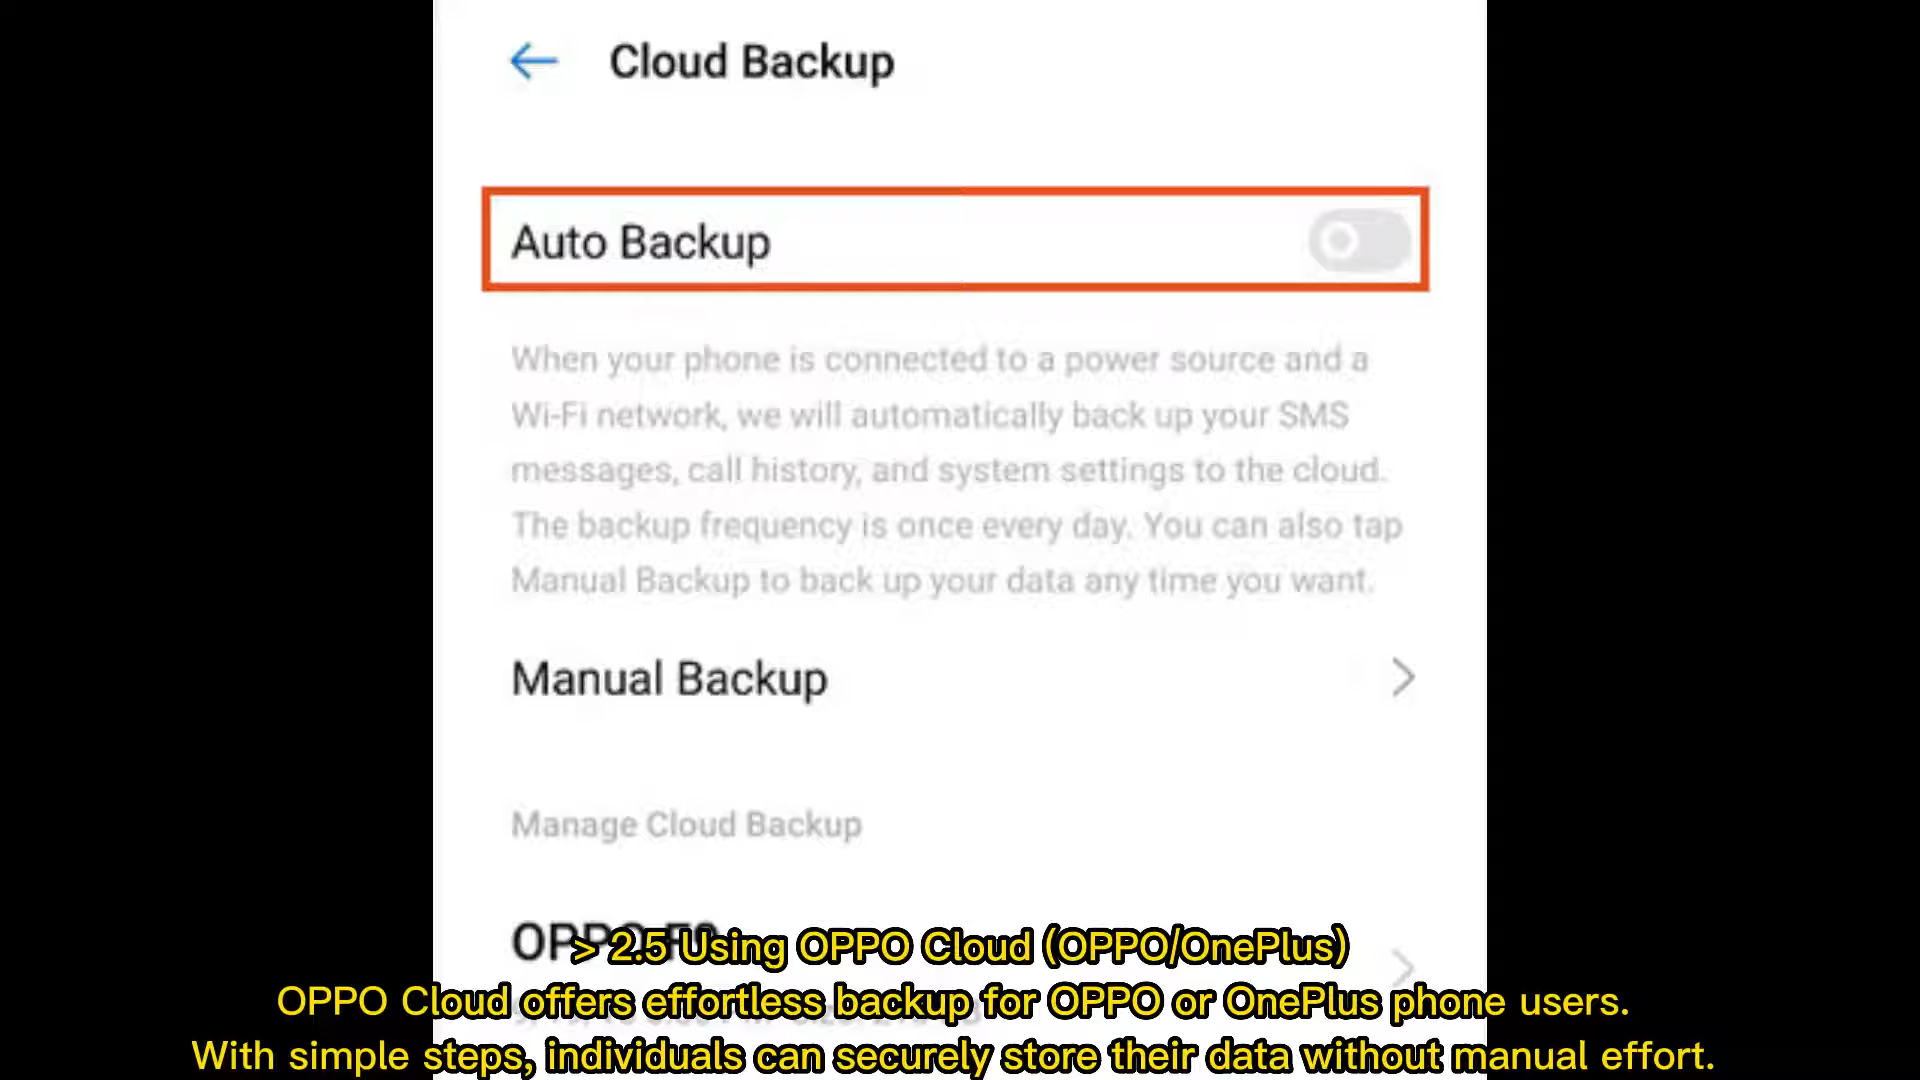 Cloud Backup
Auto Backup
When your phone is connected to a power source and a
Wi-Fi network, we will automatically back up your SMS
messages, call history, and system settings to the cloud.
The backup frequency is once every day. You can also tap
Manual Backup to back up your data any time you want.
Manual Backup
Manage Cloud Backup
OPPO
> 2.5 Using OPPO Cloud (OPPO/OnePlus)
OPPO Cloud offers effortless backup for OPPO or OnePlus phone users.
With simple steps, individuals can securely store their data without manual effort.